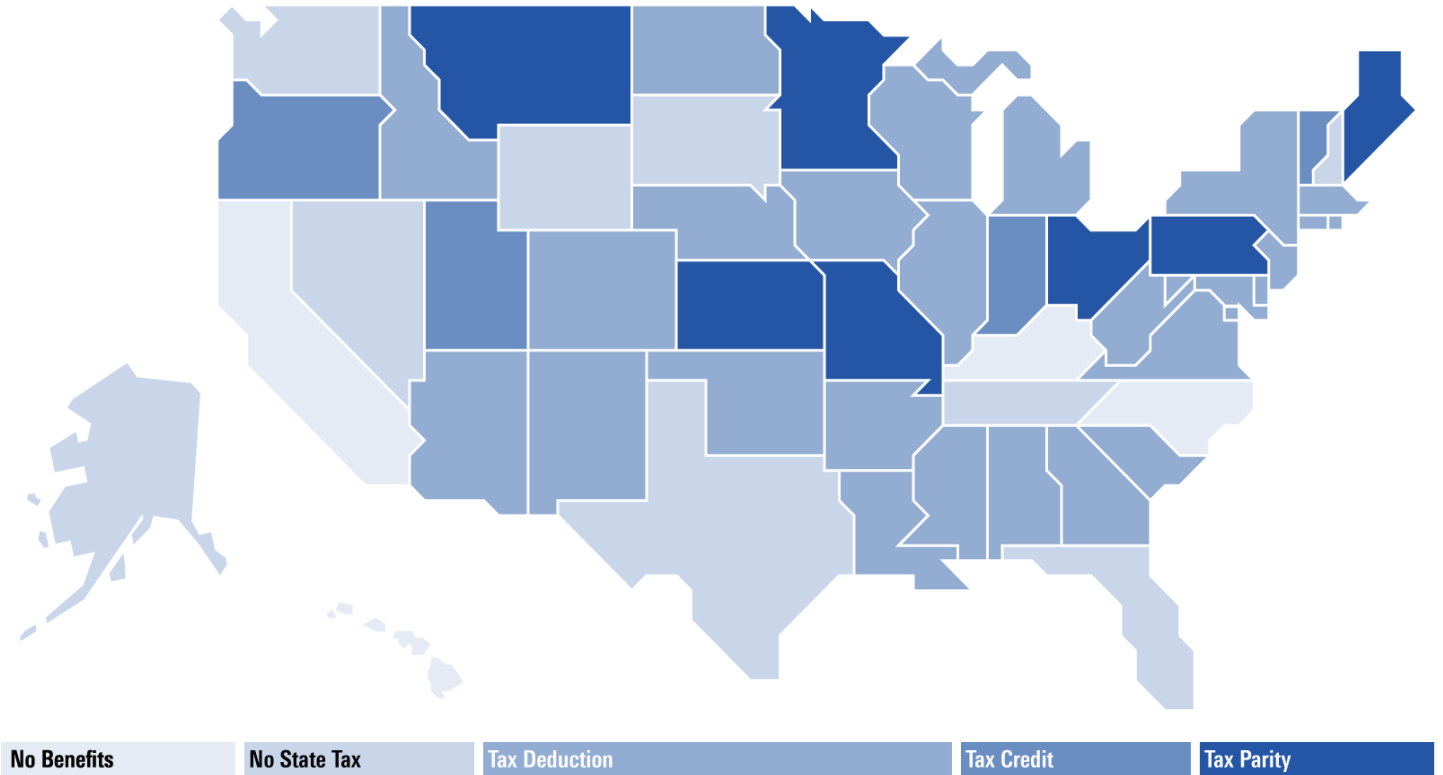 No Benefits
No State Tax
Tax Deduction
Tax Credit
Tax Parity